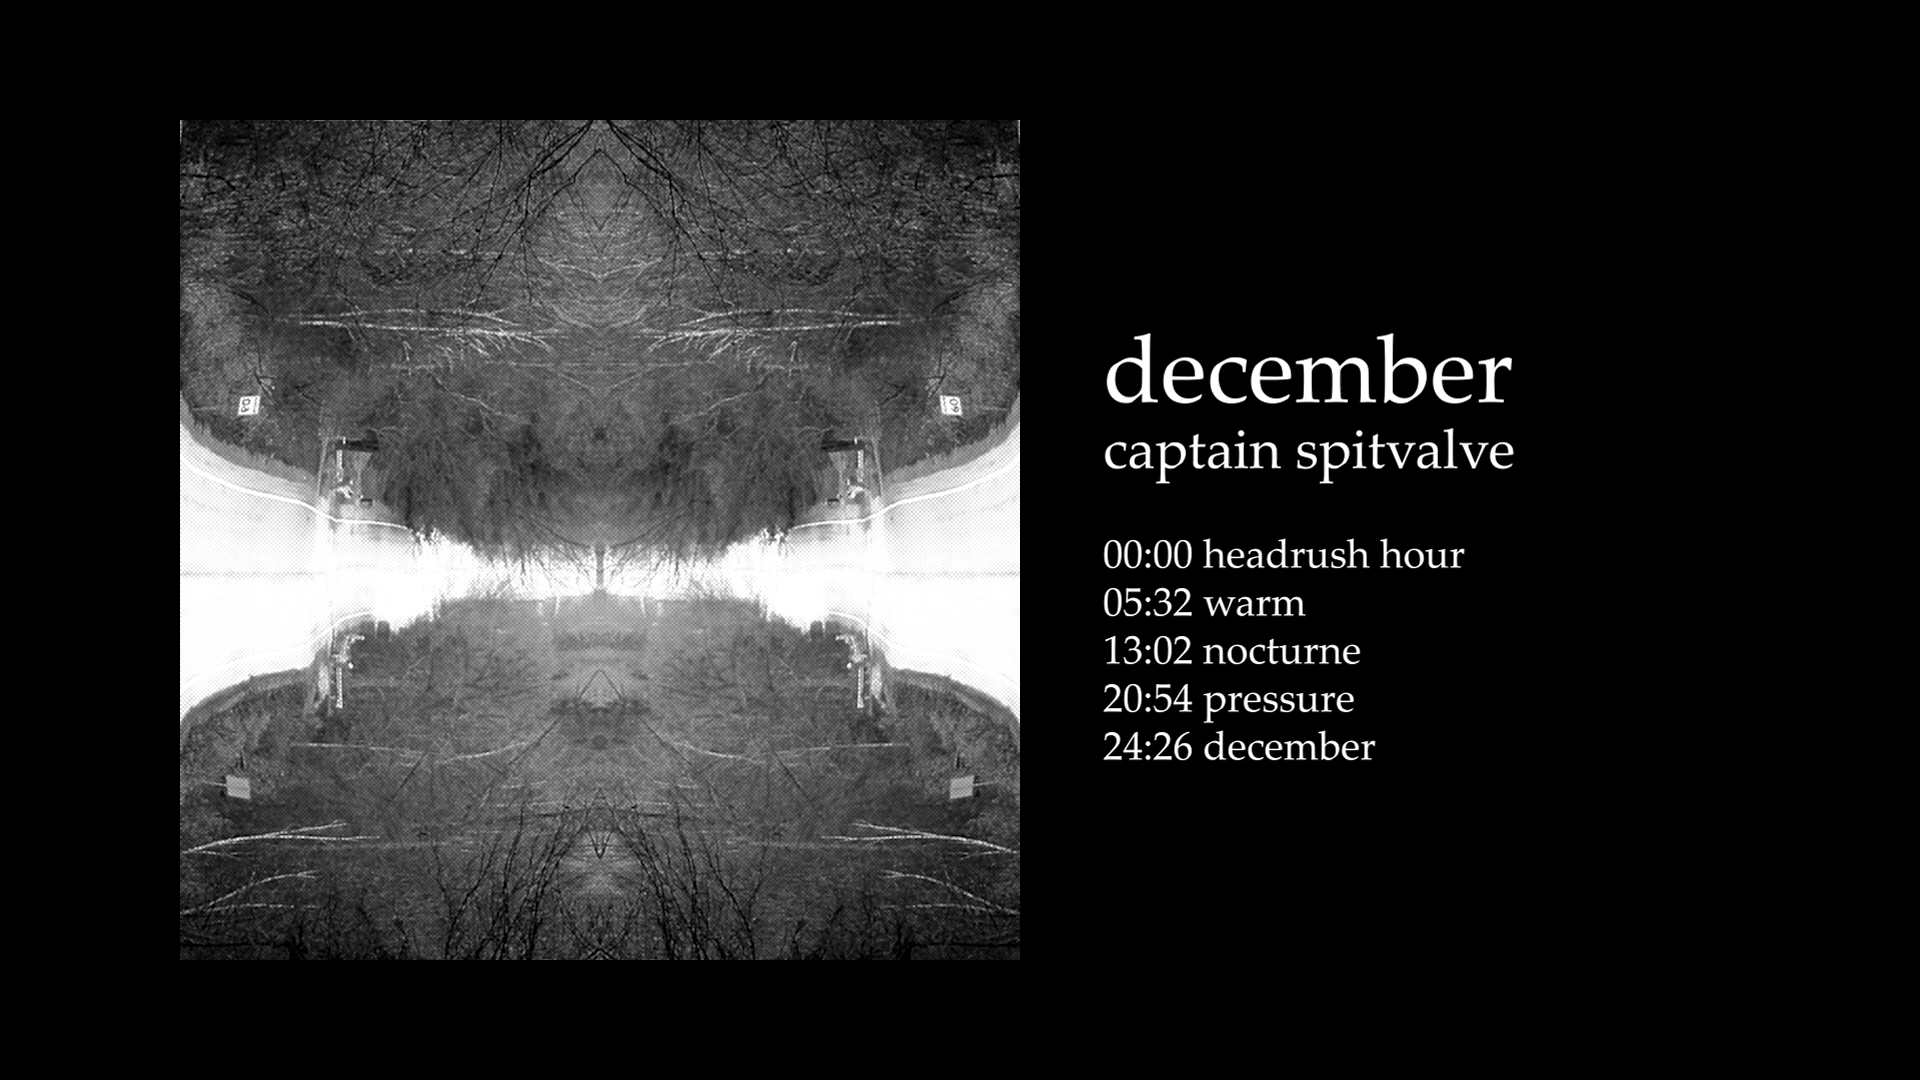 december
captain spitvalve
00:00 headrush hour
05:32 warm
13:02 nocturne
20:54 pressure
24:26 december